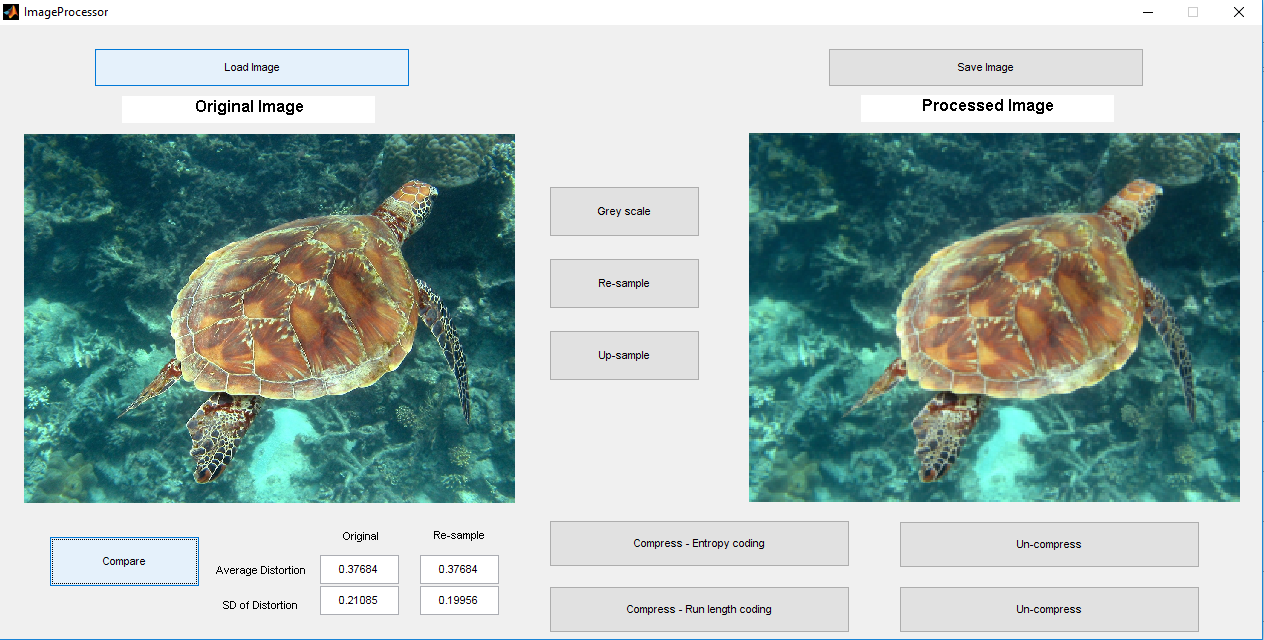 ImageProcessor
Load Image
Save Image
Original Image
Processed Image
Grey scale
Re-sample
Up-sample
Compare
Original
Re-sample
Average Distortion
0.37684
0.37684
SD of Distortion
0.21085
0.19956
Compress - Entropy coding
Un-compress
Compress - Run length coding
Un-compress